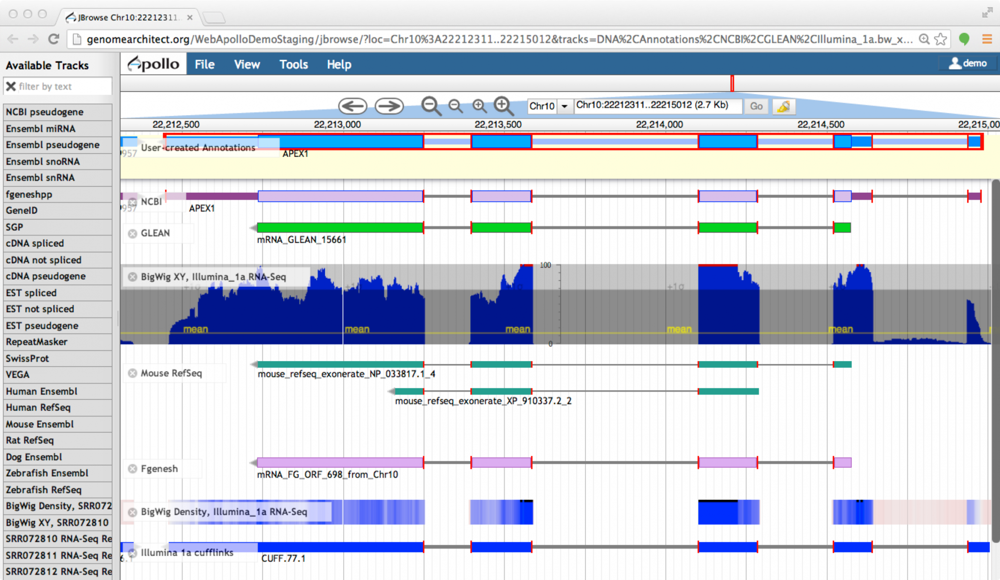 JBrowse Chr10:22212311
genomearchitect.org/WebApolloDemoStaging/jbrowse/?loc=Chr10%3A22212311..22215012&tracks=DNA%2CAnnotations%2CNCBI%2CGLEAN%2CIllumina_1a.bw_x...
Available Tracks
filter by text
NCBI pseudogene
Ensembl miRNA
Ensembl pseudogene
Ensembl snoRNA
Ensembl snRNA
fgeneshpp
GeneID
SGP
cDNA spliced
cDNA not spliced
cDNA pseudogene
EST spliced
EST not spliced
EST pseudogene
RepeatMasker
SwissProt
VEGA
Human Ensembl
Human RefSeq
Mouse Ensembl
Rat RefSeq
Dog Ensembl
Zebrafish Ensembl
Zebrafish RefSeq
BigWig Density, SRR072
BigWig XY, SRR072810
SRR072810 RNA-Seq Re
SRR072811 RNA-Seq Re
SRR072812 RNA-Seq Re
Apollo File View Tools Help demo
Chr10 Chr10:22212311..22215012 (2.7 Kb) Go
22,212,500 22,213,000 22,213,500 22,214,000 22,214,500 22,215,00
User-created Annotations
957 APEX1
NCBI
957 APEX1
GLEAN
mRNA_GLEAN_15661
100
BigWig XY, Illumina_1a RNA-Seq
+1σ +1σ +1σ +1σ
mean mean mean mean mean
0
Mouse RefSeq
mouse_refseq_exonerate_NP_033817.1_4
mouse_refseq_exonerate_XP_910337.2_2
Fgenesh
mRNA_FG_ORF_698_from_Chr10
BigWig Density, Illumina_1a RNA-Seq
Illumina 1a cufflinks
6.1 CUFF.77.1